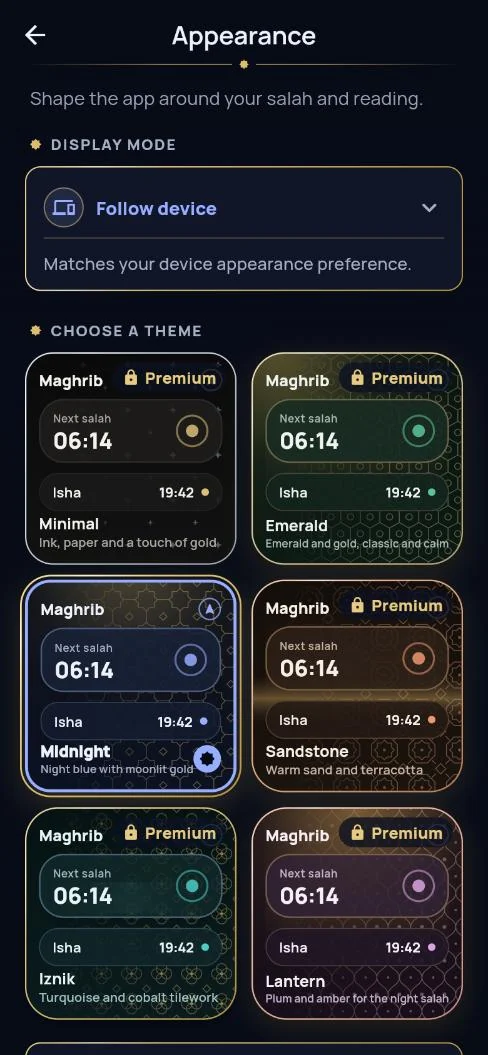 Appearance
Shape the app around your salah and reading.
DISPLAY MODE
Follow device
Matches your device appearance preference.
CHOOSE A THEME
Maghrib Premium
Next salah
06:14
Isha 19:42
Minimal
Ink, paper and a touch of gold
Maghrib Premium
Next salah
06:14
Isha 19:42
Emerald
Emerald and gold, classic and calm
Maghrib
Next salah
06:14
Isha 19:42
Midnight
Night blue with moonlit gold
Maghrib Premium
Next salah
06:14
Isha 19:42
Sandstone
Warm sand and terracotta
Maghrib Premium
Next salah
06:14
Isha 19:42
Iznik
Turquoise and cobalt tilework
Maghrib Premium
Next salah
06:14
Isha 19:42
Lantern
Plum and amber for the night salah